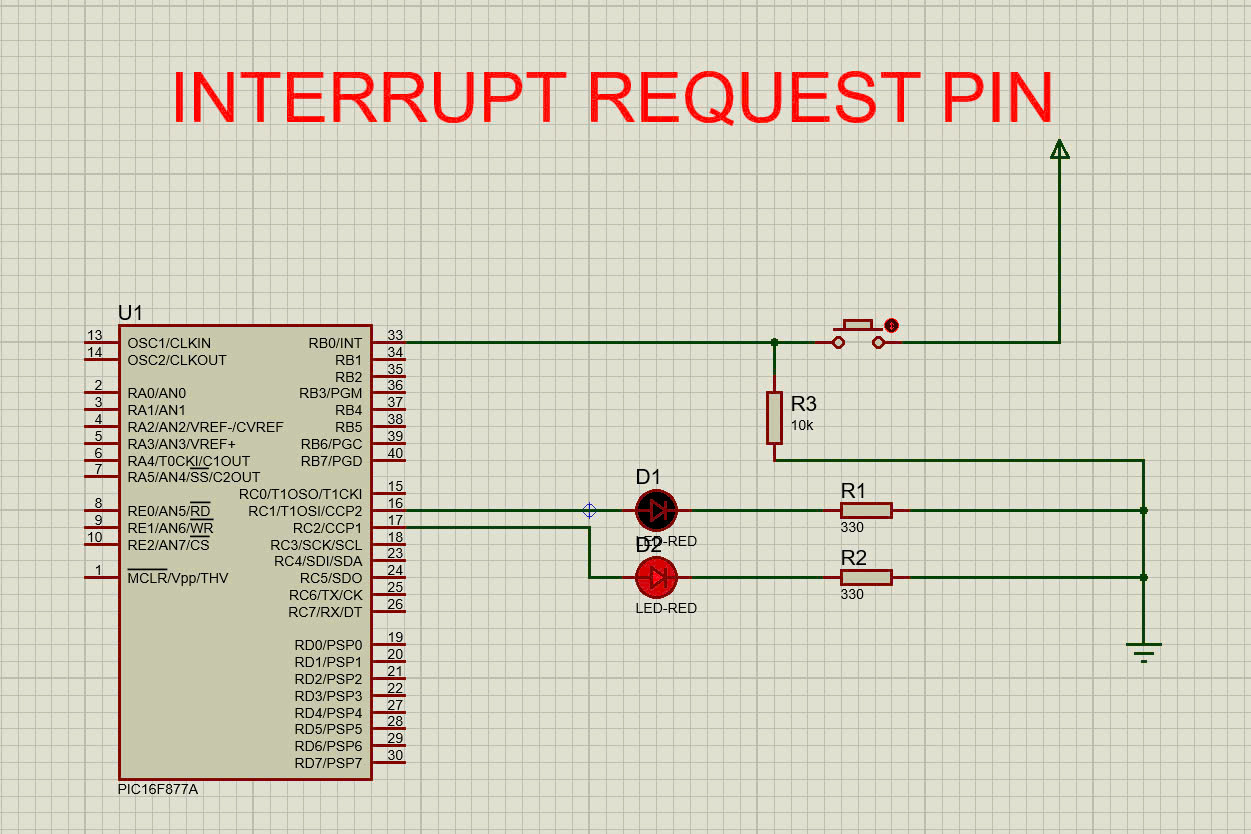 INTERRUPT REQUEST PIN
U1
13 OSC1/CLKIN RB0/INT 33
14 OSC2/CLKOUT RB1 34
RB2 35
2 RA0/AN0 RB3/PGM 36
3 RA1/AN1 RB4 37
4 RA2/AN2/VREF-/CVREF RB5 38
5 RA3/AN3/VREF+ RB6/PGC 39
6 RA4/T0CKI/C1OUT RB7/PGD 40
7 RA5/AN4/SS/C2OUT
RC0/T1OSO/T1CKI 15
8 RE0/AN5/RD RC1/T1OSI/CCP2 16
9 RE1/AN6/WR RC2/CCP1 17
10 RE2/AN7/CS RC3/SCK/SCL 18
RC4/SDI/SDA 23
1 MCLR/Vpp/THV RC5/SDO 24
RC6/TX/CK 25
RC7/RX/DT 26
RD0/PSP0 19
RD1/PSP1 20
RD2/PSP2 21
RD3/PSP3 22
RD4/PSP4 27
RD5/PSP5 28
RD6/PSP6 29
RD7/PSP7 30
PIC16F877A
R3
10k
D1
LED-RED
R1
330
D2
LED-RED
R2
330